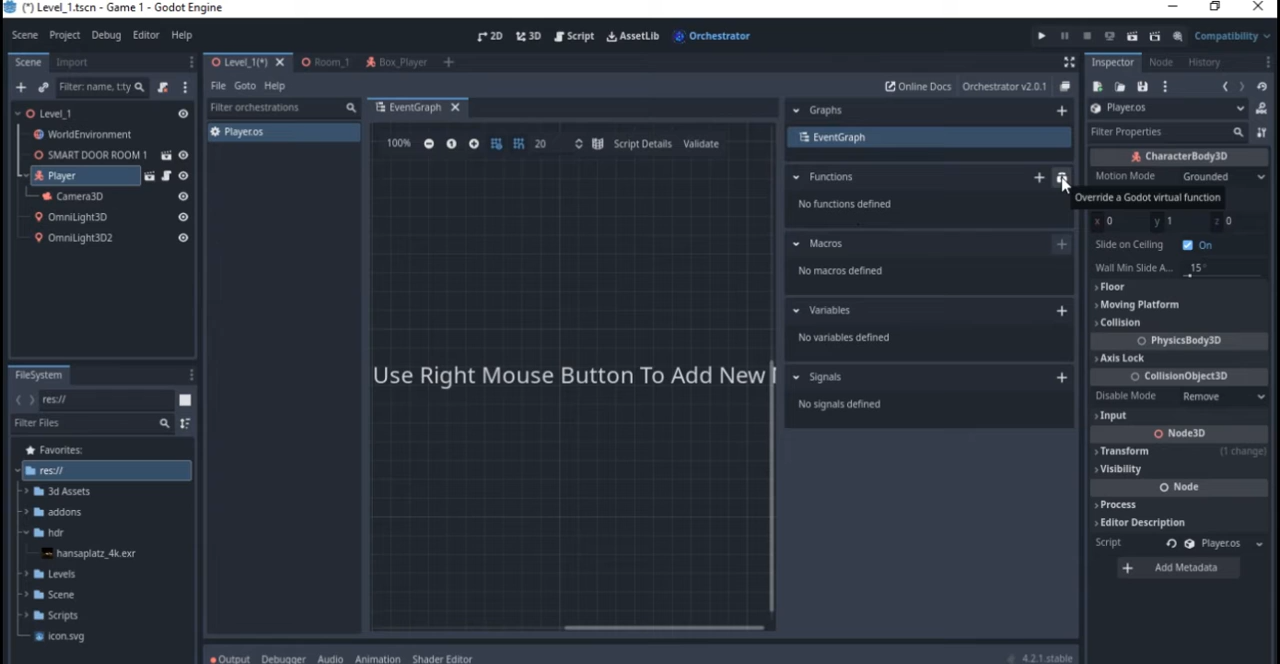 (*) Level_1.tscn - Game 1 - Godot Engine
Scene Project Debug Editor Help
2D 3D Script AssetLib Orchestrator
Compatibility
Scene Import
Level_1(*) Room_1 Box_Player
Inspector Node History
Filter: name, t:ty
File Goto Help
Online Docs Orchestrator v2.0.1
Level_1
WorldEnvironment
SMART DOOR ROOM 1
Player
Camera3D
OmniLight3D
OmniLight3D2
Filter orchestrations
Player.os
EventGraph
100% 20 Script Details Validate
Use Right Mouse Button To Add New
Graphs
EventGraph
Functions
No functions defined
Macros
No macros defined
Variables
No variables defined
Signals
No signals defined
Override a Godot virtual function
Player.os
Filter Properties
CharacterBody3D
Motion Mode Grounded
x 0 y 1 z 0
Slide on Ceiling On
Wall Min Slide A... 15°
Floor
Moving Platform
Collision
PhysicsBody3D
Axis Lock
CollisionObject3D
Disable Mode Remove
Input
Node3D
Transform (1 change)
Visibility
Node
Process
Editor Description
Script Player.os
Add Metadata
FileSystem
res://
Filter Files
Favorites:
res://
3d Assets
addons
hdr
hansaplatz_4k.exr
Levels
Scene
Scripts
icon.svg
Output Debugger Audio Animation Shader Editor
4.2.1.stable